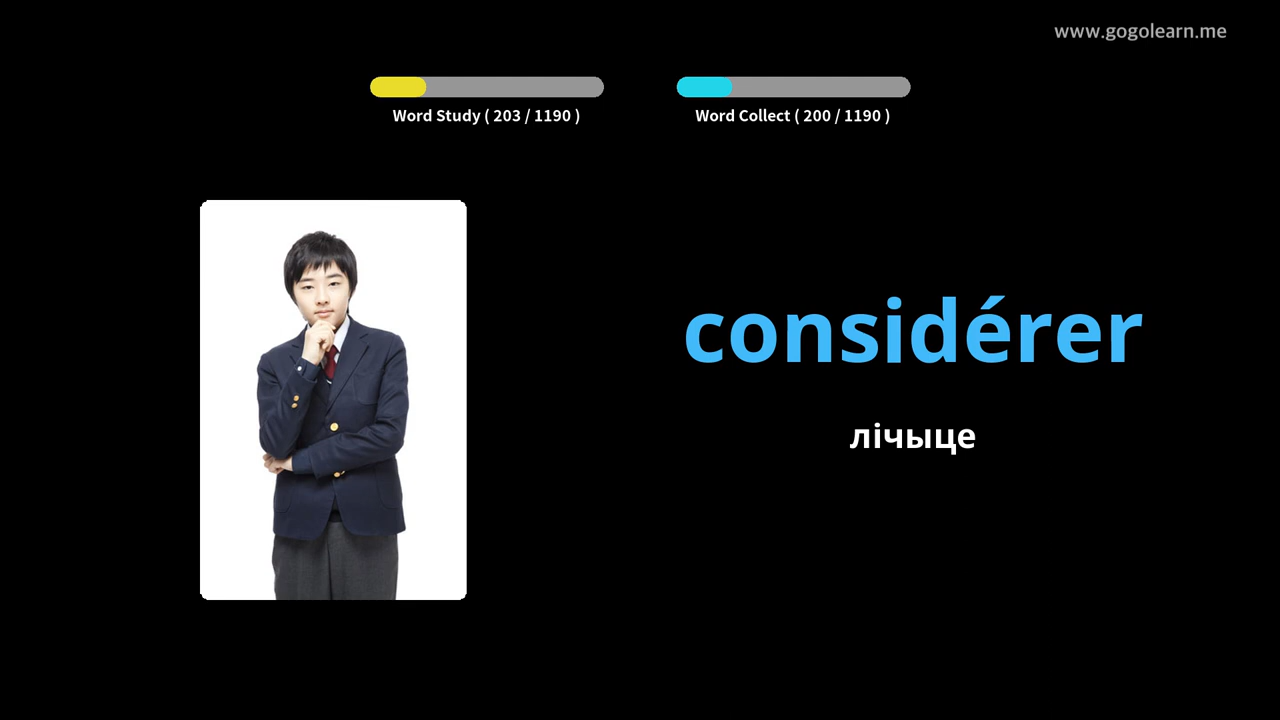 www.gogolearn.me
Word Study ( 203 / 1190 )
Word Collect ( 200 / 1190 )
considérer
лічыце